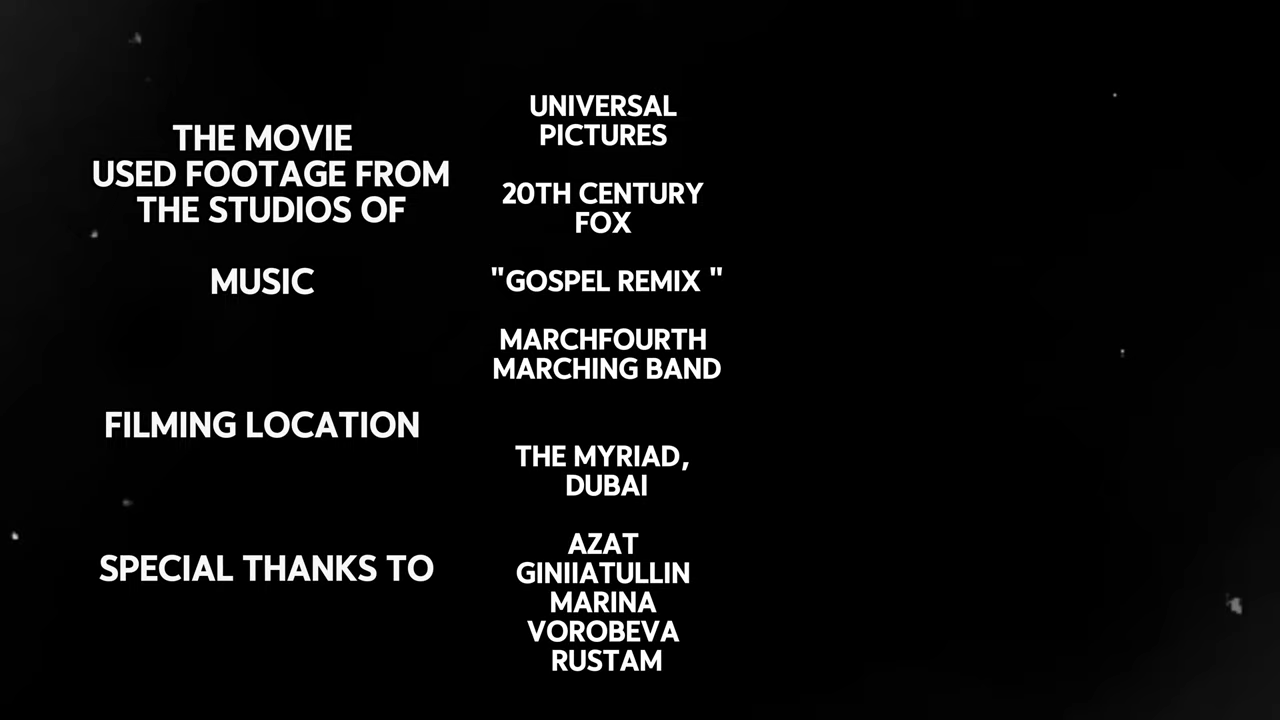 THE MOVIE
USED FOOTAGE FROM
THE STUDIOS OF
UNIVERSAL
PICTURES
20TH CENTURY
FOX
MUSIC
"GOSPEL REMIX "
MARCHFOURTH
MARCHING BAND
FILMING LOCATION
THE MYRIAD,
DUBAI
SPECIAL THANKS TO
AZAT
GINIIATULLIN
MARINA
VOROBEVA
RUSTAM